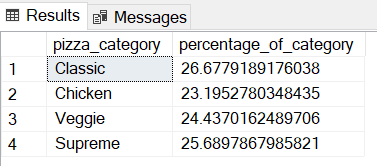 Results Messages
pizza_category percentage_of_category
1 Classic 26.6779189176038
2 Chicken 23.1952780348435
3 Veggie 24.4370162489706
4 Supreme 25.6897867985821